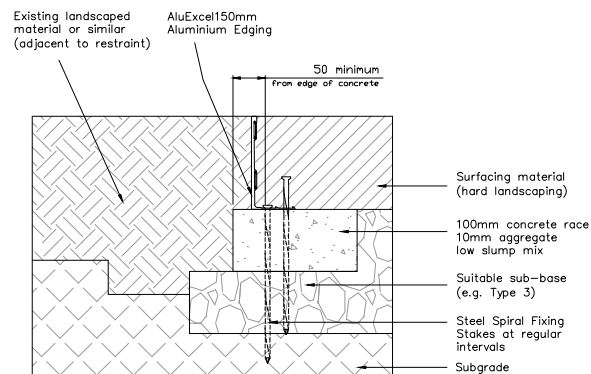 Existing landscaped
material or similar
(adjacent to restraint)
AluExcel150mm
Aluminium Edging
50 minimum
from edge of concrete
Surfacing material
(hard landscaping)
100mm concrete race
10mm aggregate
low slump mix
Suitable sub-base
(e.g. Type 3)
Steel Spiral Fixing
Stakes at regular
intervals
Subgrade